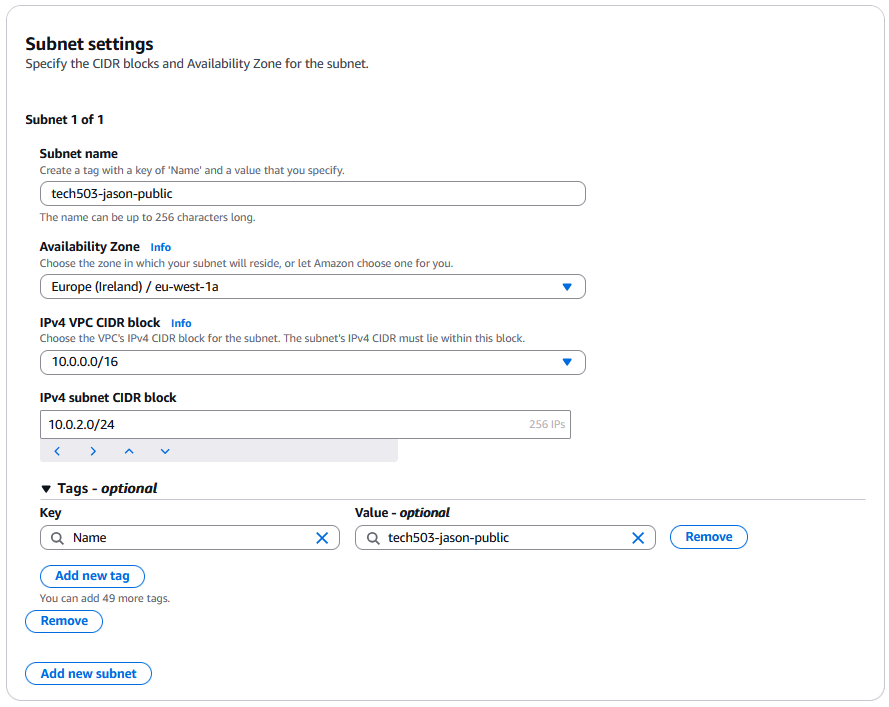 Subnet settings
Specify the CIDR blocks and Availability Zone for the subnet.
Subnet 1 of 1
Subnet name
Create a tag with a key of 'Name' and a value that you specify.
tech503-jason-public
The name can be up to 256 characters long.
Availability Zone Info
Choose the zone in which your subnet will reside, or let Amazon choose one for you.
Europe (Ireland) / eu-west-1a
IPv4 VPC CIDR block Info
Choose the VPC's IPv4 CIDR block for the subnet. The subnet's IPv4 CIDR must lie within this block.
10.0.0.0/16
IPv4 subnet CIDR block
10.0.2.0/24 256 IPs
Tags - optional
Key Value - optional
Name tech503-jason-public Remove
Add new tag
You can add 49 more tags.
Remove
Add new subnet